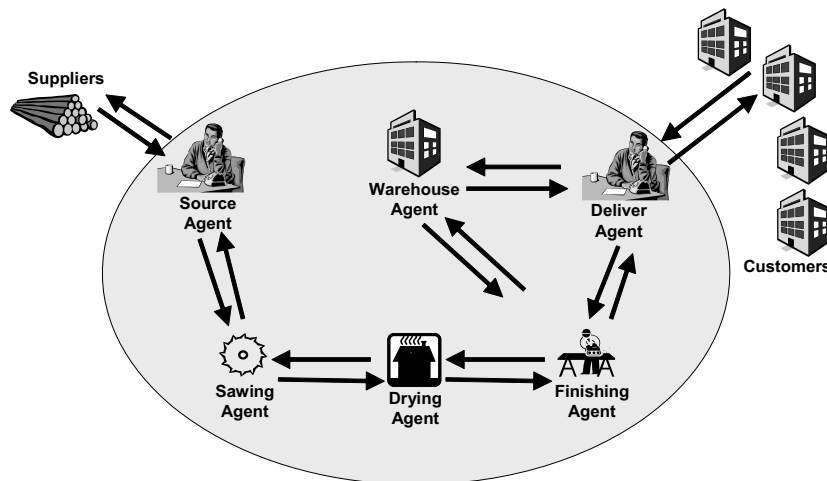 Suppliers
Source
Agent
Warehouse
Agent
Deliver
Agent
Customers
Sawing
Agent
Drying
Agent
Finishing
Agent